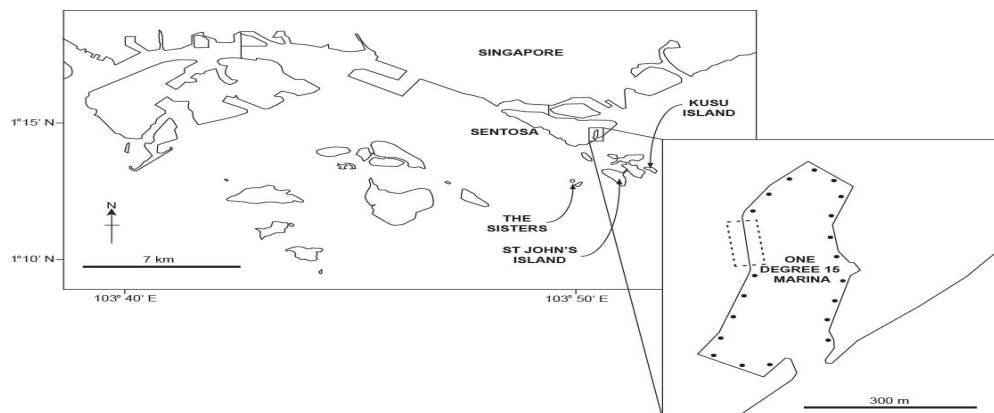 SINGAPORE
KUSU
ISLAND
1° 15' N
SENTOSA
N
THE
SISTERS
ST JOHN'S
ISLAND
1° 10' N
7 km
103° 40' E
103° 50' E
ONE
DEGREE 15
MARINA
300 m